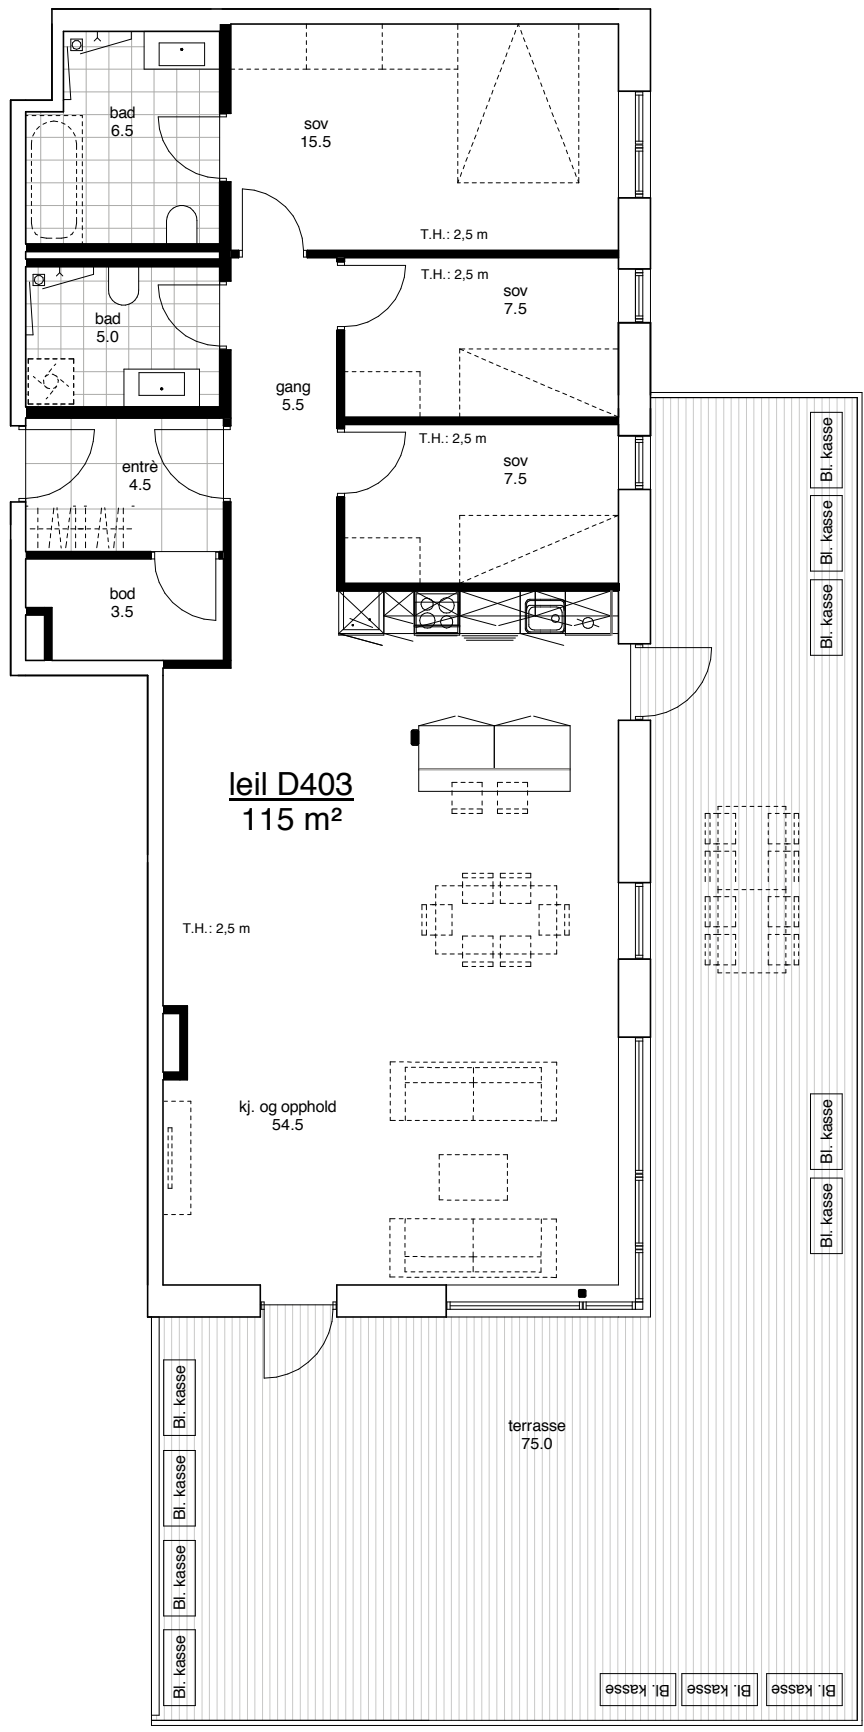 bad
6.5
sov
15.5
T.H.: 2,5 m
T.H.: 2,5 m
sov
7.5
bad
5.0
gang
5.5
T.H.: 2,5 m
sov
7.5
entrè
4.5
bod
3.5
Bl. kasse
Bl. kasse
Bl. kasse
leil D403
115 m²
T.H.: 2,5 m
kj. og opphold
54.5
Bl. kasse
Bl. kasse
terrasse
75.0
Bl. kasse
Bl. kasse
Bl. kasse
Bl. kasse
Bl. kasse
Bl. kasse
Bl. kasse